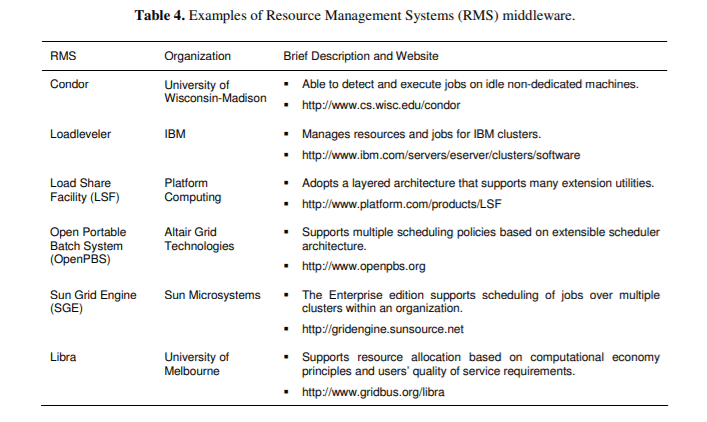 Table 4. Examples of Resource Management Systems (RMS) middleware.
RMS Organization Brief Description and Website
Condor University of Wisconsin-Madison ▪ Able to detect and execute jobs on idle non-dedicated machines.
▪ http://www.cs.wisc.edu/condor
Loadleveler IBM ▪ Manages resources and jobs for IBM clusters.
▪ http://www.ibm.com/servers/eserver/clusters/software
Load Share Facility (LSF) Platform Computing ▪ Adopts a layered architecture that supports many extension utilities.
▪ http://www.platform.com/products/LSF
Open Portable Batch System (OpenPBS) Altair Grid Technologies ▪ Supports multiple scheduling policies based on extensible scheduler
architecture.
▪ http://www.openpbs.org
Sun Grid Engine (SGE) Sun Microsystems ▪ The Enterprise edition supports scheduling of jobs over multiple
clusters within an organization.
▪ http://gridengine.sunsource.net
Libra University of Melbourne ▪ Supports resource allocation based on computational economy
principles and users' quality of service requirements.
▪ http://www.gridbus.org/libra